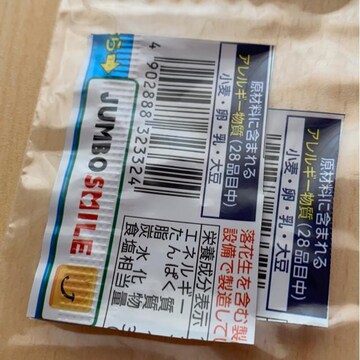 ら
JUMBO SMILE
4 902888 323324
原材料に含まれる
アレルギー物質(28品目中)
小麦・卵・乳・大豆
原材料に含まれる
アレルギー物質(28品目中)
小麦・卵・乳・大豆
落花生を含む製
設備で製造してい
栄養成分表示
エネルギ
たんぱく
脂質
炭水化物
食塩相当量